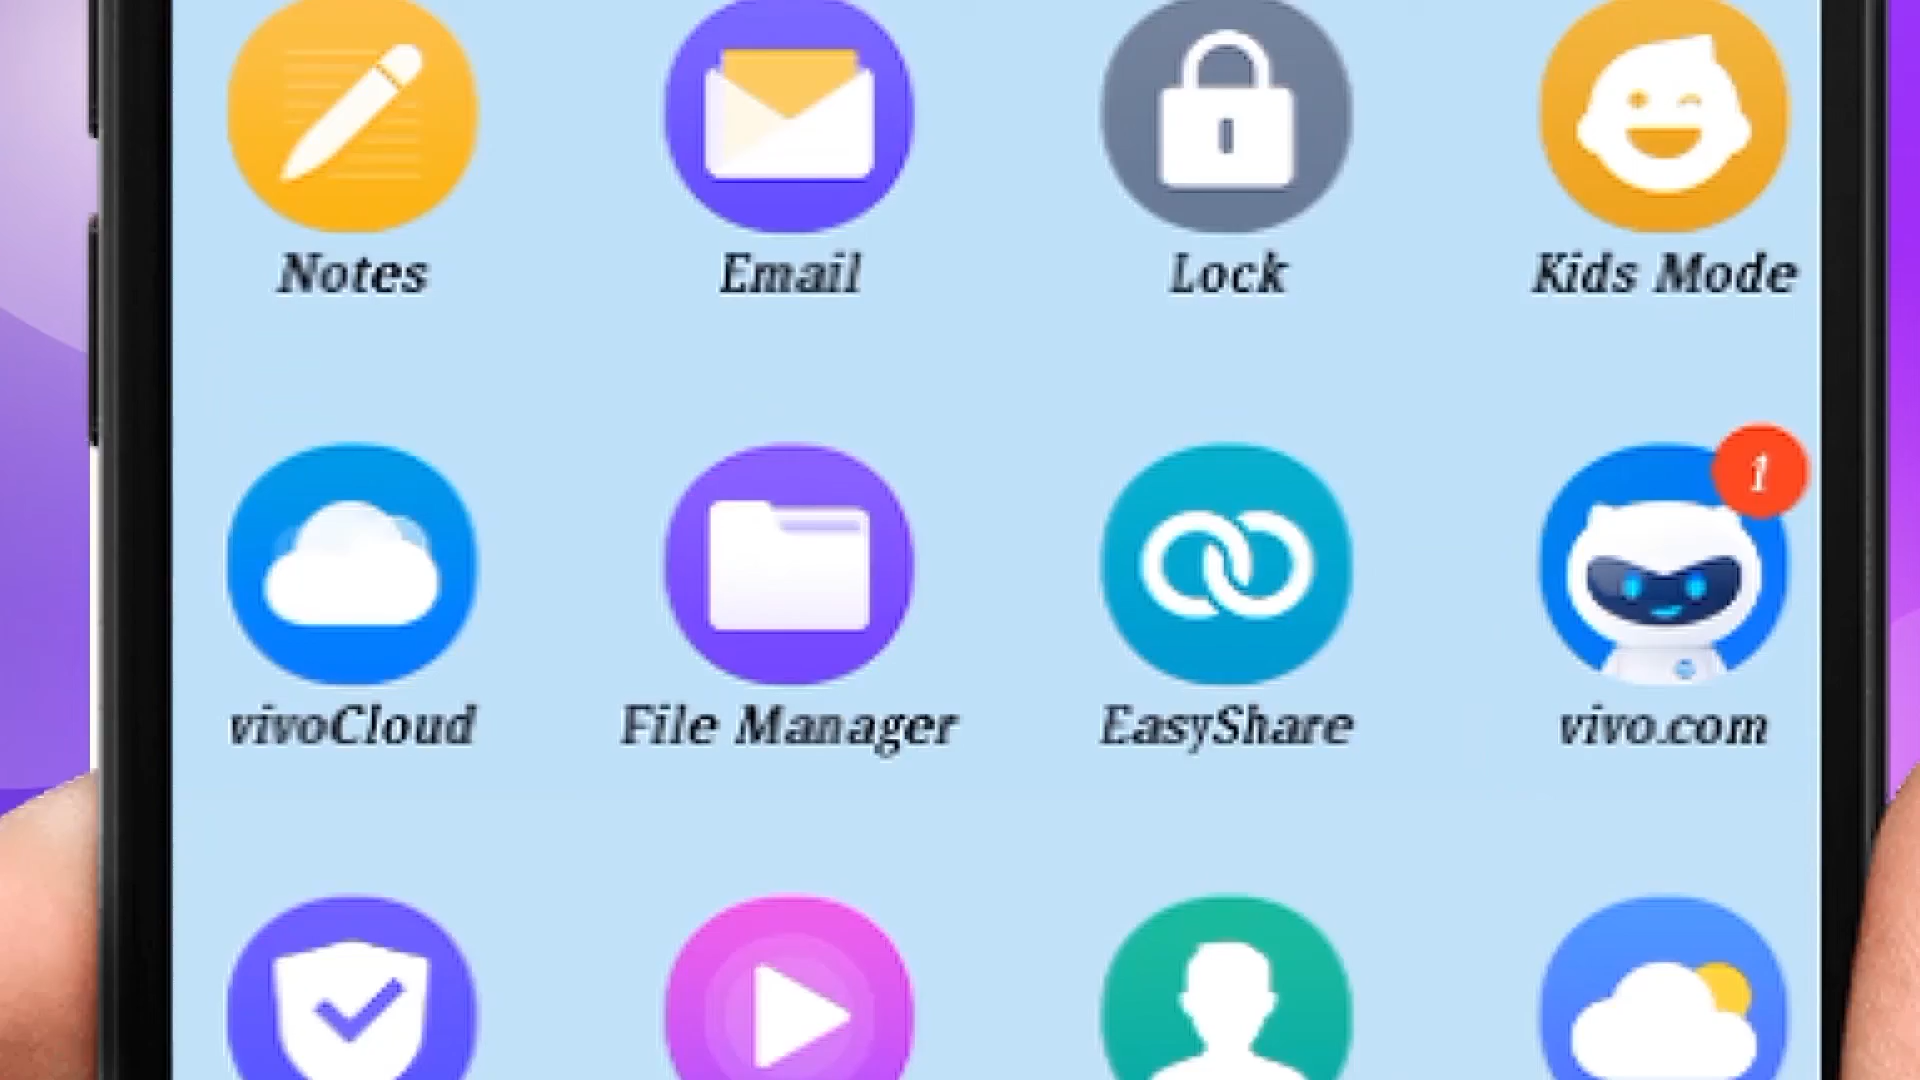 Notes
Email
Lock
Kids Mode
1
vivoCloud
File Manager
EasyShare
vivo.com